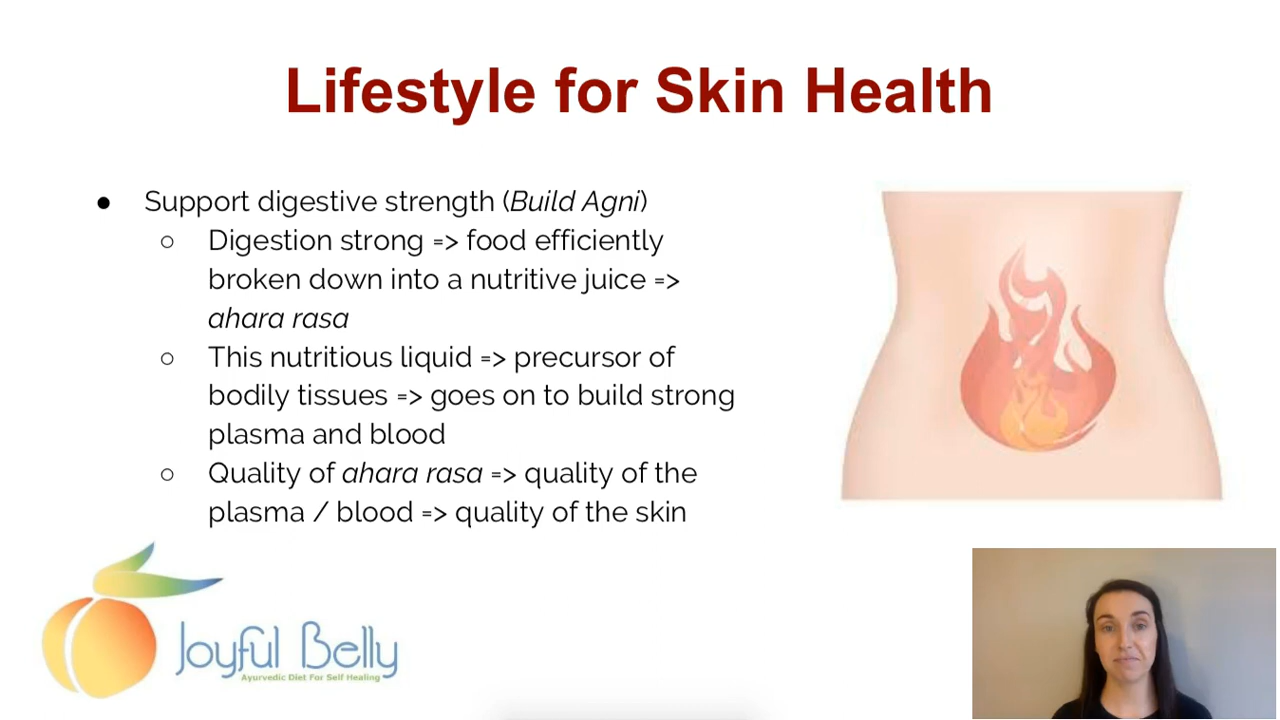 Lifestyle for Skin Health
● Support digestive strength (Build Agni)
○ Digestion strong => food efficiently
broken down into a nutritive juice =>
ahara rasa
○ This nutritious liquid => precursor of
bodily tissues => goes on to build strong
plasma and blood
○ Quality of ahara rasa => quality of the
plasma / blood => quality of the skin
Joyful Belly
Ayurvedic Diet For Self Healing